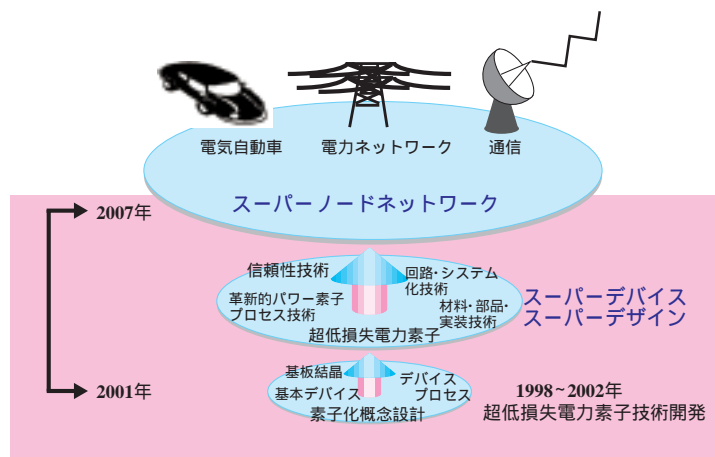 電気自動車
電力ネットワーク
通信
スーパーノードネットワーク
2007年
信頼性技術
回路・システム
化技術
革新的パワー素子
プロセス技術
材料・部品・
実装技術
超低損失電力素子
スーパーデバイス
スーパーデザイン
2001年
基板結晶
デバイス
プロセス
基本デバイス
素子化概念設計
1998~2002年
超低損失電力素子技術開発